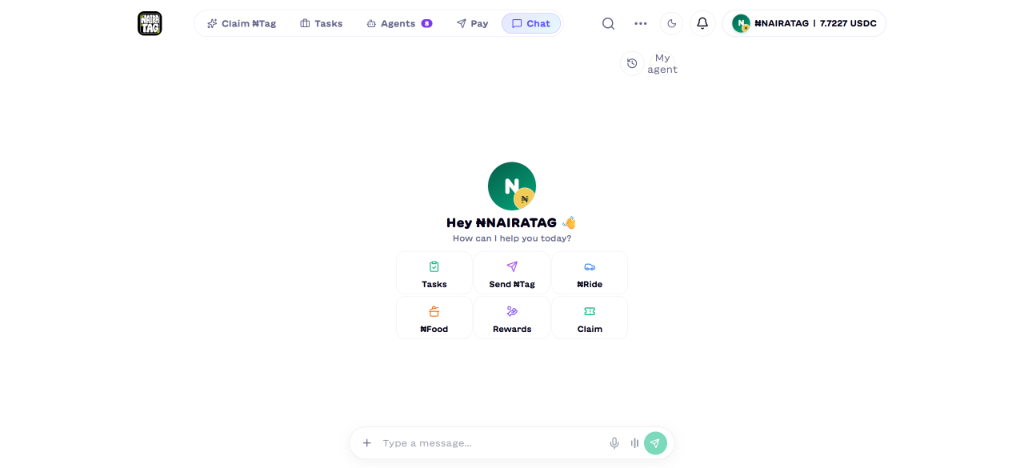 NAIRA
TAG
Claim ₦Tag
Tasks
Agents 8
Pay
Chat
N ₦NAIRATAG | 7.7227 USDC
My
agent
N
₦
Hey ₦NAIRATAG 👋
How can I help you today?
Tasks
Send ₦Tag
₦Ride
₦Food
Rewards
Claim
Type a message...